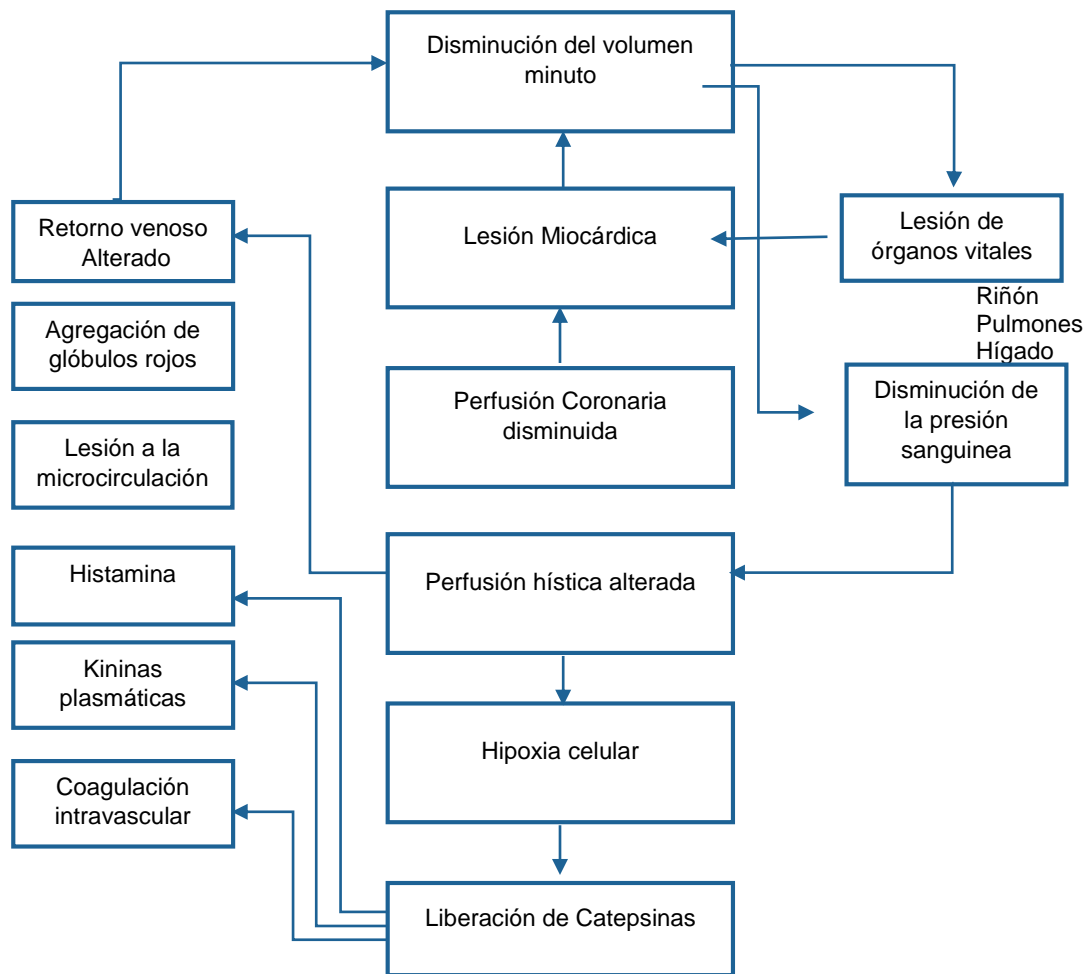 Disminución del volumen
minuto
Retorno venoso
Alterado
Lesión Miocárdica
Lesión de
órganos vitales
Riñón
Pulmones
Hígado
Agregación de
glóbulos rojos
Perfusión Coronaria
disminuida
Disminución de
la presión
sanguinea
Lesión a la
microcirculación
Histamina
Perfusión hística alterada
Kininas
plasmáticas
Hipoxia celular
Coagulación
intravascular
Liberación de Catepsinas